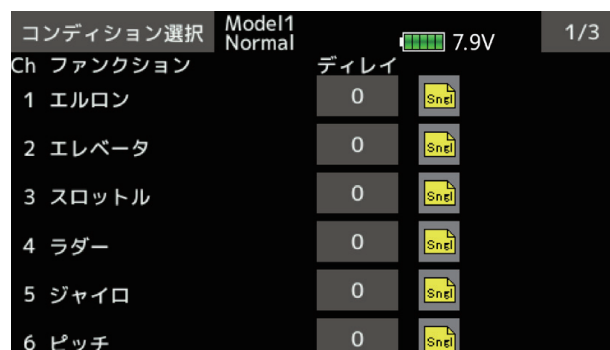 コンディション選択 Model1 Normal 7.9V 1/3
Ch ファンクション ディレイ
1 エルロン 0 Sngl
2 エレベータ 0 Sngl
3 スロットル 0 Sngl
4 ラダー 0 Sngl
5 ジャイロ 0 Sngl
6 ピッチ 0 Sngl